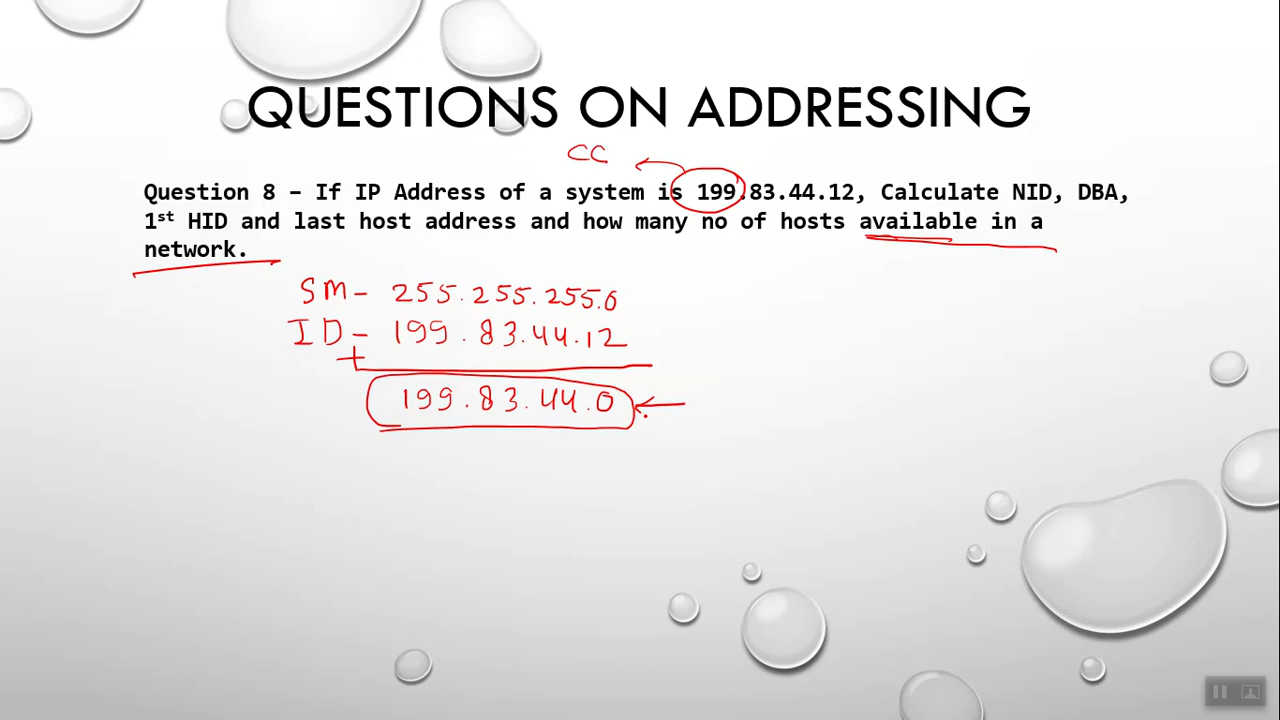 QUESTIONS ON ADDRESSING
CC
Question 8 – If IP Address of a system is 199.83.44.12, Calculate NID, DBA,
1st HID and last host address and how many no of hosts available in a
network.
SM - 255.255.255.0
ID - 199.83.44.12
+
199.83.44.0